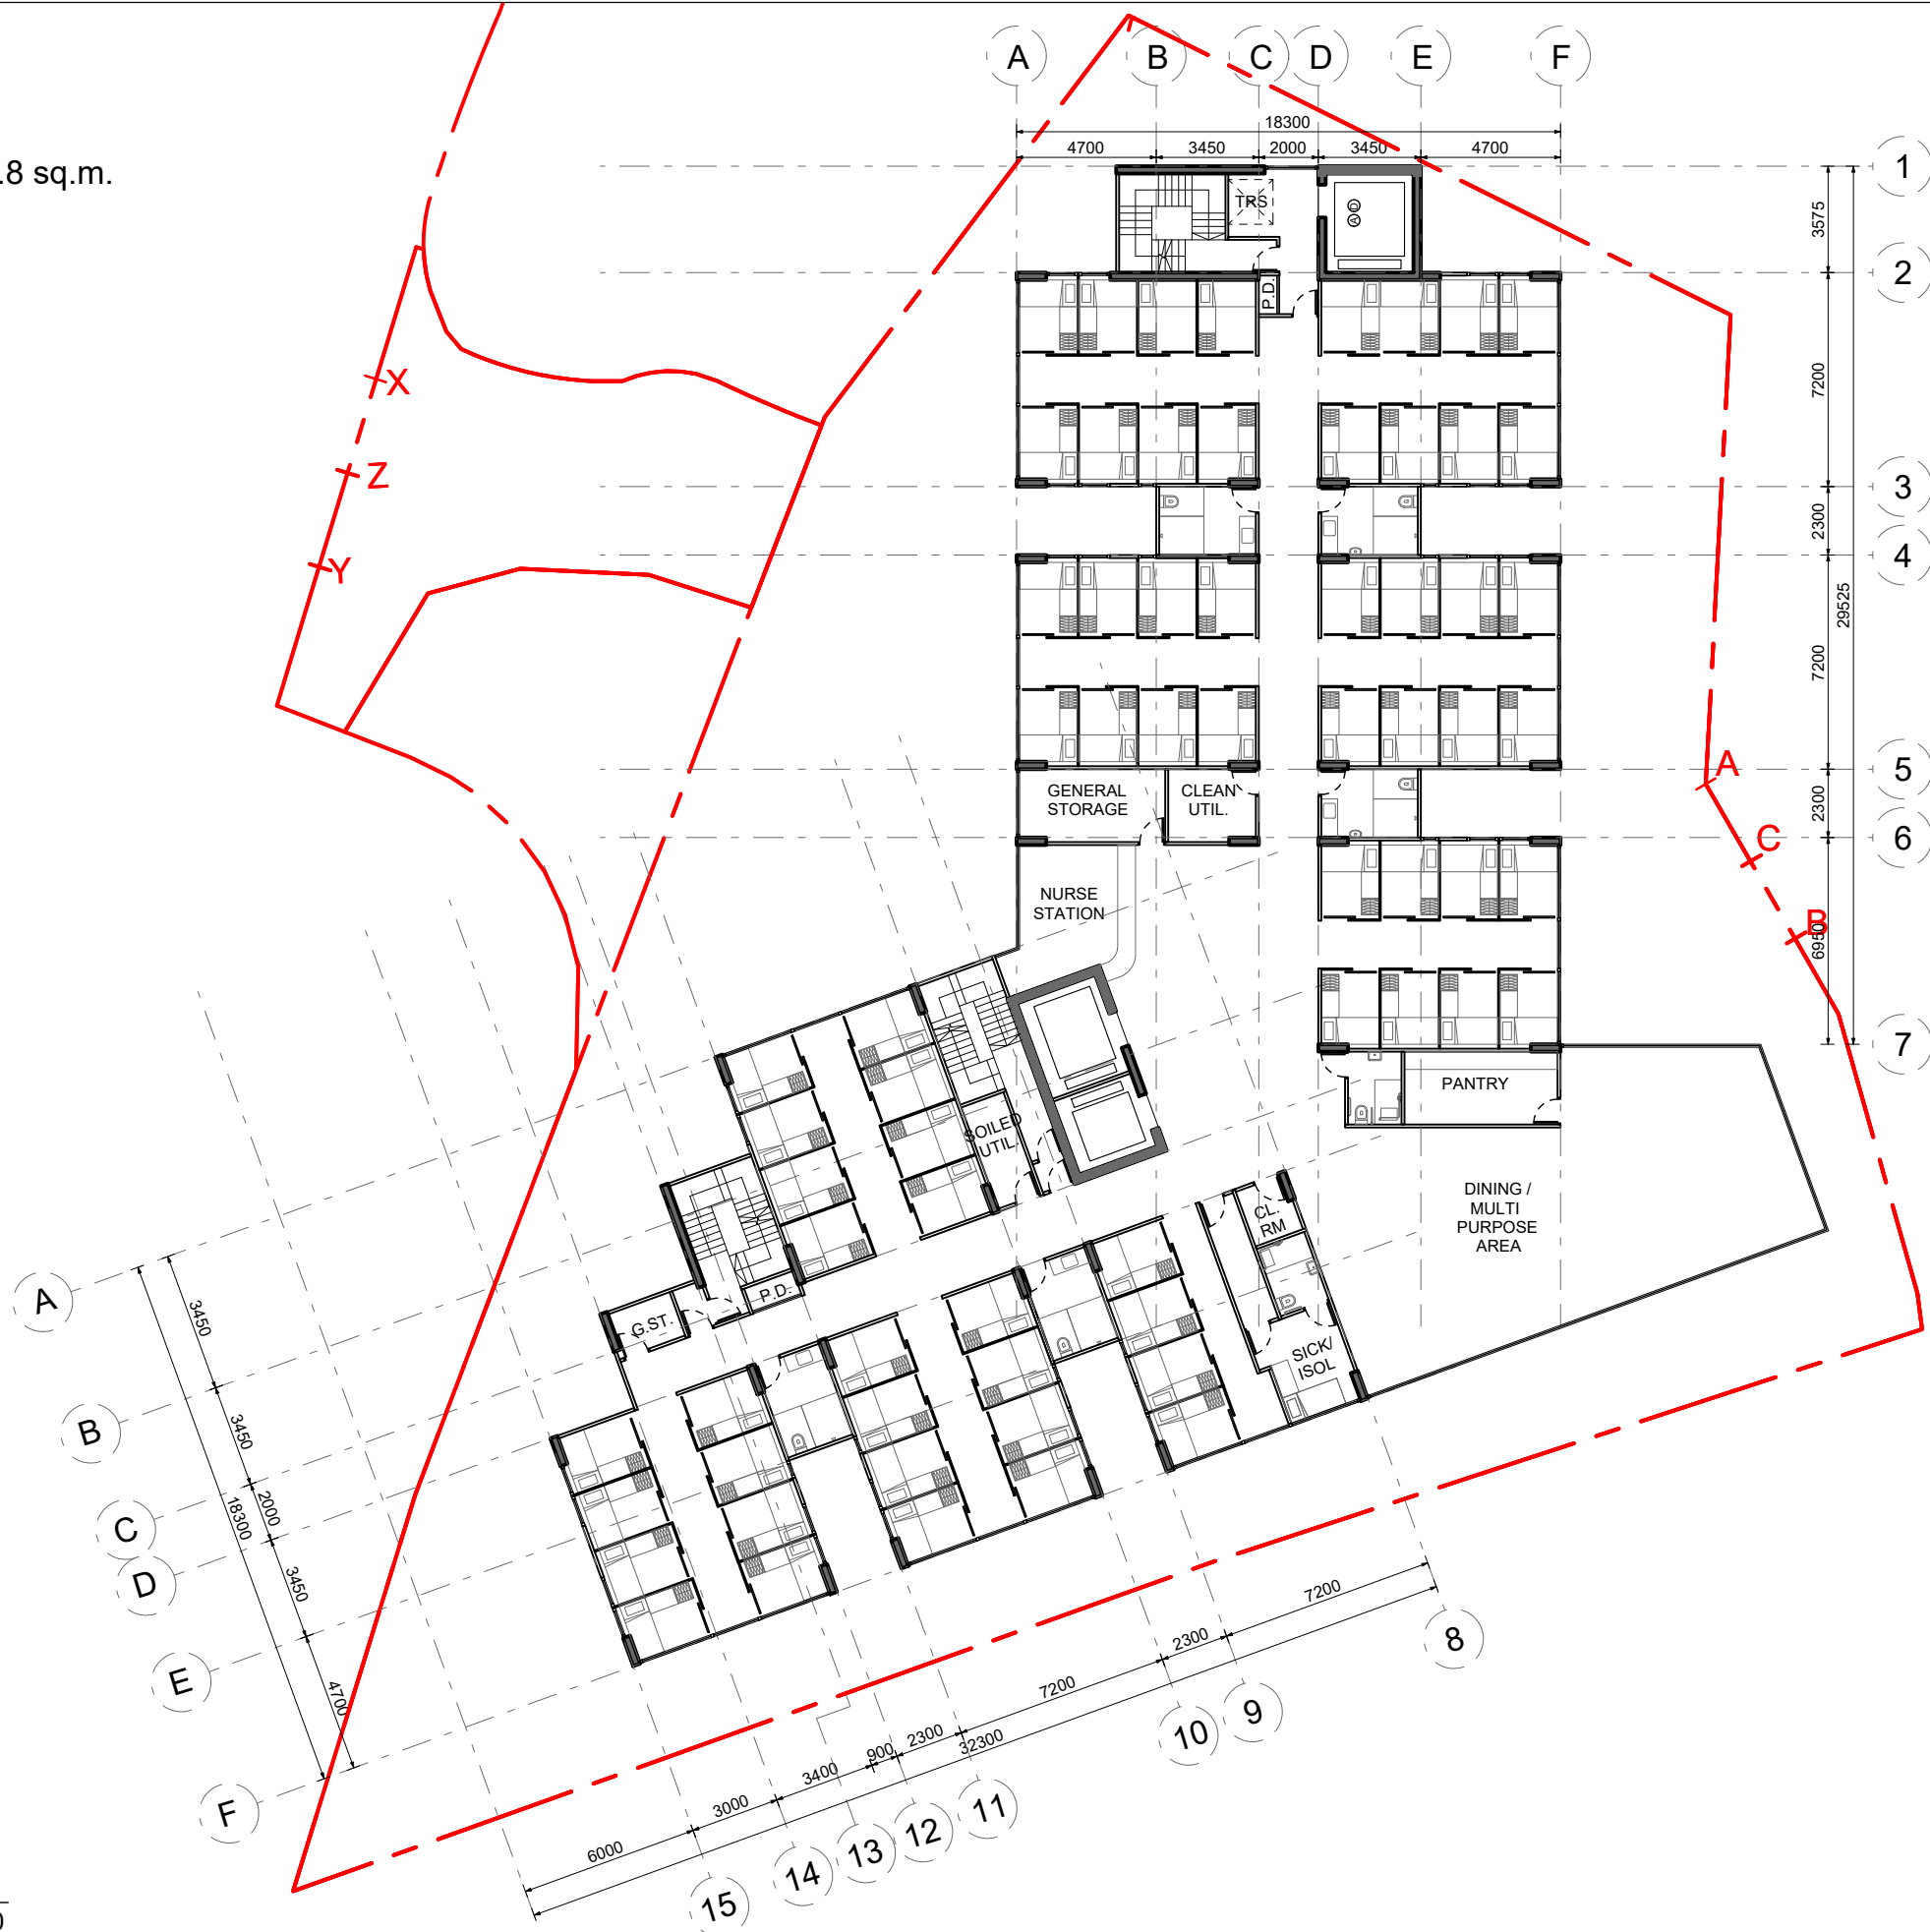 A
B
C
D
E
F
18300
4700
3450
2000
3450
4700
.8 sq.m.
1
TRS
A D
3575
2
P.D.
7200
X
Z
3
2300
Y
4
29525
7200
A
5
GENERAL
STORAGE
CLEAN
UTIL.
2300
6
C
NURSE
STATION
B
6950
7
PANTRY
SOILED
UTIL.
DINING /
MULTI
PURPOSE
AREA
CL.
RM
P.D.
G.ST.
SICK/
ISOL
A
3450
B
3450
C
2000
18300
D
3450
E
4700
F
7200
8
2300
7200
9
10
2300
32300
900
3400
11
3000
12
13
6000
14
15